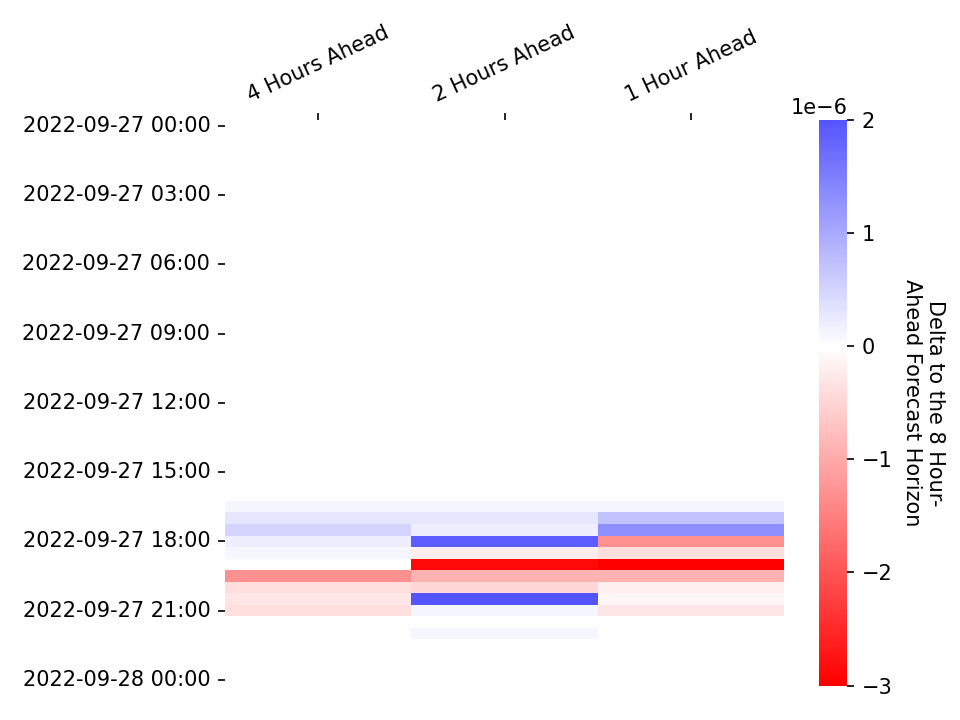 4 Hours Ahead
2 Hours Ahead
1 Hour Ahead
2022-09-27 00:00
2022-09-27 03:00
2022-09-27 06:00
2022-09-27 09:00
2022-09-27 12:00
2022-09-27 15:00
2022-09-27 18:00
2022-09-27 21:00
2022-09-28 00:00
1e−6
2
1
0
−1
−2
−3
Delta to the 8 Hour-
Ahead Forecast Horizon